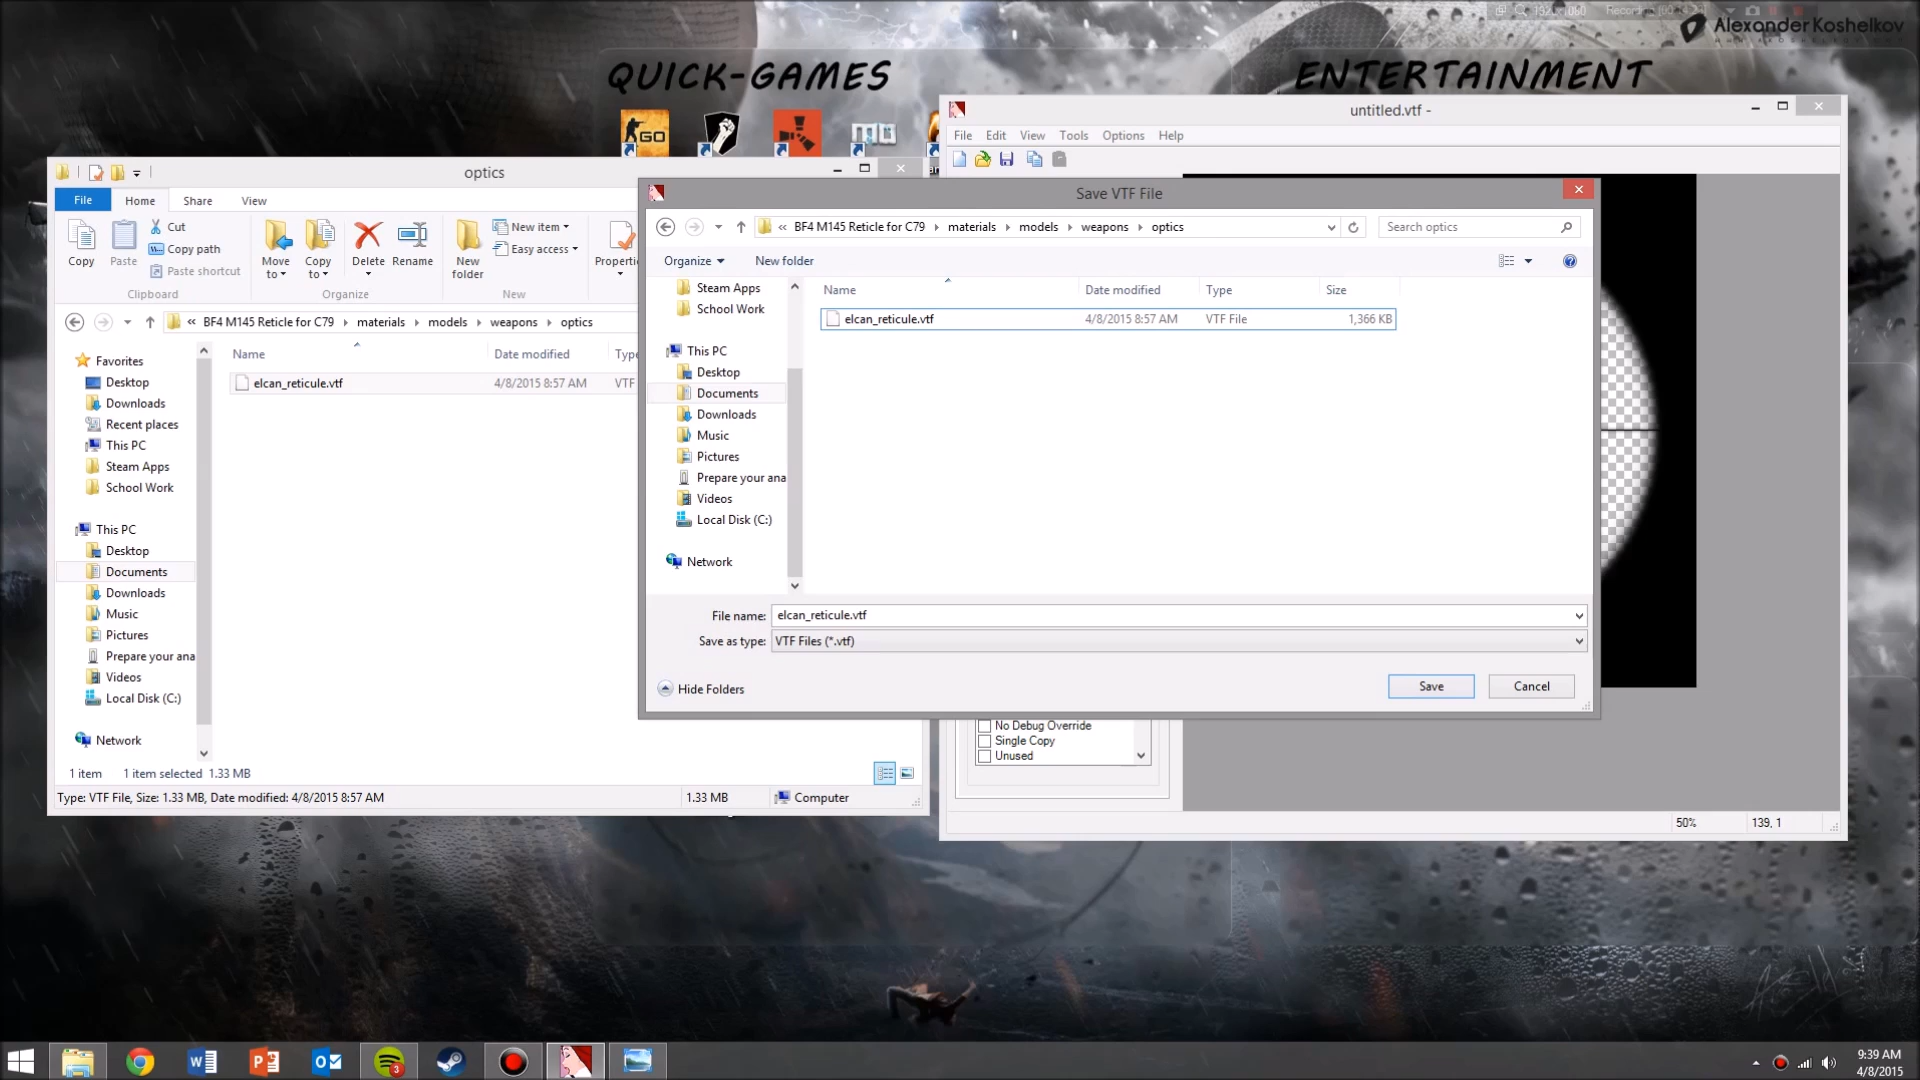 1920x1080
Recording
Alexander Koshelkov
QUICK-GAMES
ENTERTAINMENT
GO
untitled.vtf -
File Edit View Tools Options Help
optics
File Home Share View
Cut
Copy path
Paste shortcut
Copy Paste
Clipboard
Move to
Copy to
Delete Rename
Organize
New folder
New item
Easy access
New
Properti
« BF4 M145 Reticle for C79 materials models weapons optics
Name Date modified Type
elcan_reticule.vtf 4/8/2015 8:57 AM VTF
Favorites
Desktop
Downloads
Recent places
This PC
Steam Apps
School Work
This PC
Desktop
Documents
Downloads
Music
Pictures
Prepare your ana
Videos
Local Disk (C:)
Network
1 item 1 item selected 1.33 MB
Type: VTF File, Size: 1.33 MB, Date modified: 4/8/2015 8:57 AM 1.33 MB Computer
Save VTF File
« BF4 M145 Reticle for C79 materials models weapons optics
Search optics
Organize New folder
Steam Apps
School Work
This PC
Desktop
Documents
Downloads
Music
Pictures
Prepare your ana
Videos
Local Disk (C:)
Network
Name Date modified Type Size
elcan_reticule.vtf 4/8/2015 8:57 AM VTF File 1,366 KB
File name: elcan_reticule.vtf
Save as type: VTF Files (*.vtf)
Hide Folders
Save Cancel
No Debug Override
Single Copy
Unused
50% 139, 1
3
9:39 AM
4/8/2015